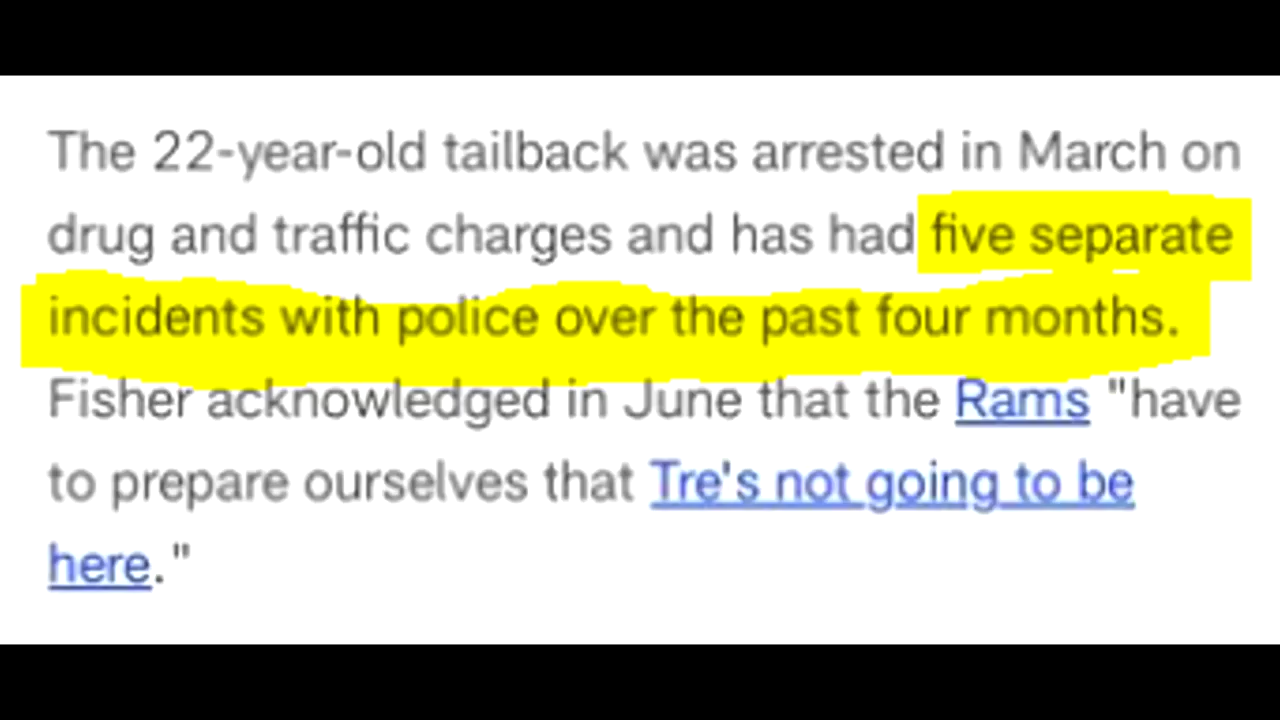 The 22-year-old tailback was arrested in March on
drug and traffic charges and has had five separate
incidents with police over the past four months.
Fisher acknowledged in June that the Rams "have
to prepare ourselves that Tre's not going to be
here."